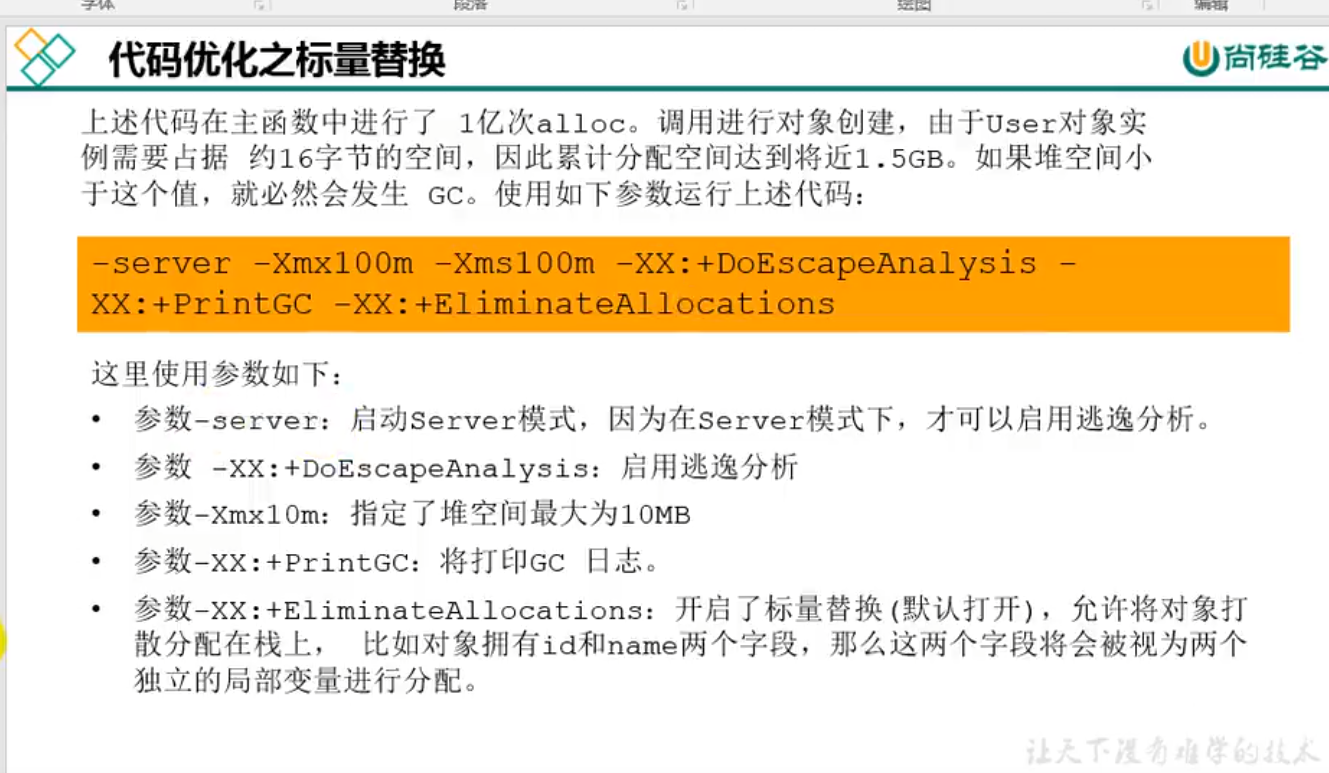 字体 段落 绘图 编辑
代码优化之标量替换
尚硅谷
上述代码在主函数中进行了 1亿次alloc。调用进行对象创建，由于User对象实
例需要占据 约16字节的空间，因此累计分配空间达到将近1.5GB。如果堆空间小
于这个值，就必然会发生 GC。使用如下参数运行上述代码：
-server -Xmx100m -Xms100m -XX:+DoEscapeAnalysis -
XX:+PrintGC -XX:+EliminateAllocations
这里使用参数如下：
• 参数-server：启动Server模式，因为在Server模式下，才可以启用逃逸分析。
• 参数 -XX:+DoEscapeAnalysis：启用逃逸分析
• 参数-Xmx10m：指定了堆空间最大为10MB
• 参数-XX:+PrintGC：将打印GC 日志。
• 参数-XX:+EliminateAllocations：开启了标量替换(默认打开)，允许将对象打
散分配在栈上， 比如对象拥有id和name两个字段，那么这两个字段将会被视为两个
独立的局部变量进行分配。
让天下没有难学的技术